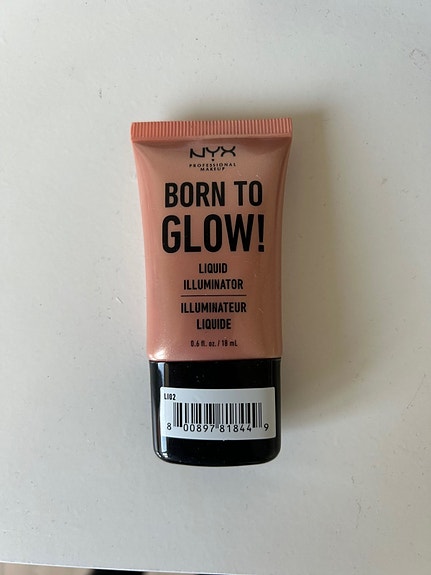 NYX
PROFESSIONAL
MAKEUP
BORN TO
GLOW!
LIQUID
ILLUMINATOR
ILLUMINATEUR
LIQUIDE
0.6 fl. oz. / 18 mL
LI02
8 00897 81844 9